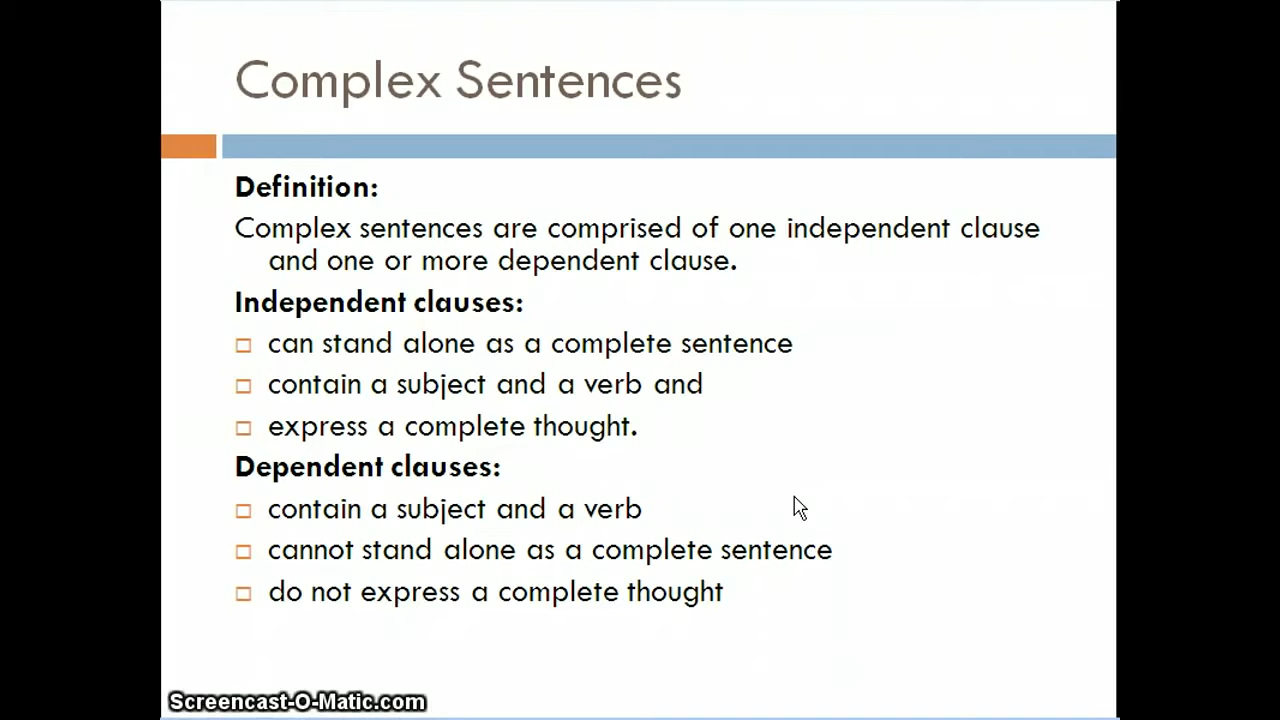 Complex Sentences
Definition:
Complex sentences are comprised of one independent clause
and one or more dependent clause.
Independent clauses:
can stand alone as a complete sentence
contain a subject and a verb and
express a complete thought.
Dependent clauses:
contain a subject and a verb
cannot stand alone as a complete sentence
do not express a complete thought
Screencast-O-Matic.com